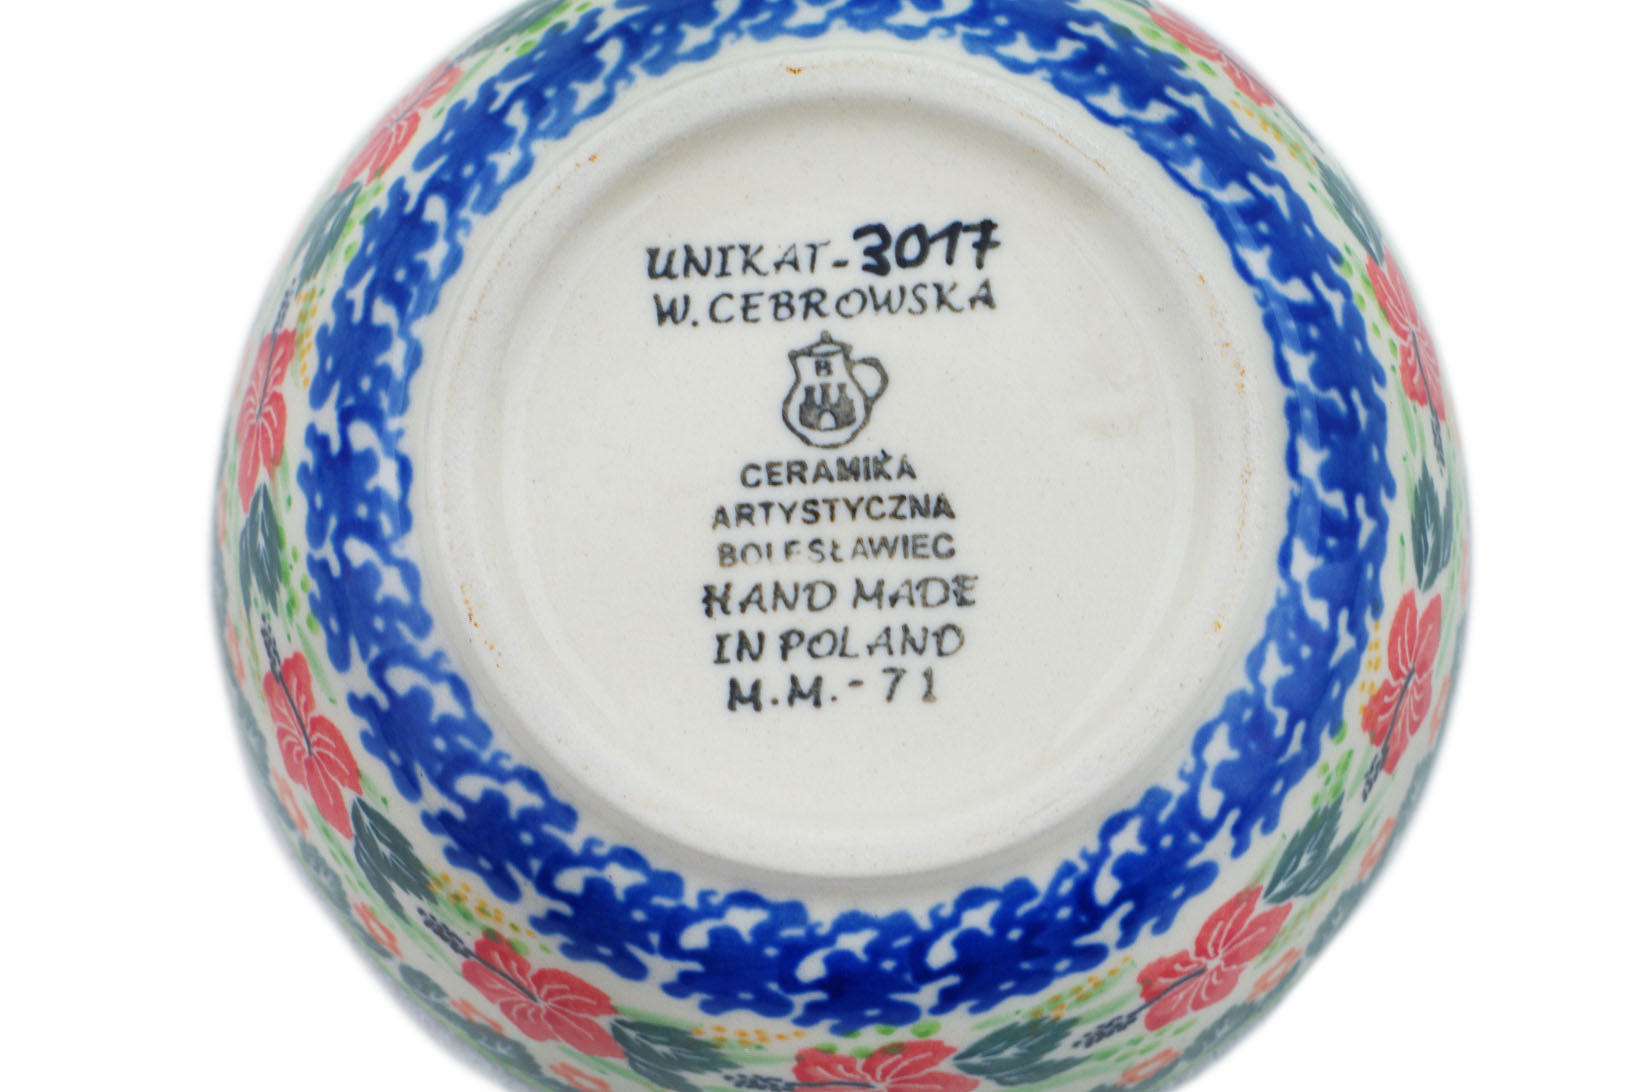 UNIKAT-3017
W. CEBROWSKA
B
CERAMIKA
ARTYSTYCZNA
BOLESŁAWIEC
HAND MADE
IN POLAND
M.M.-71